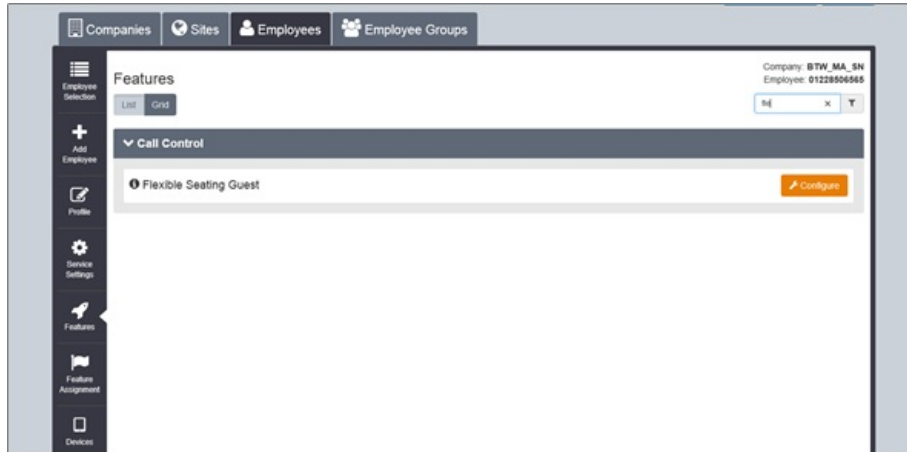 Companies
Sites
Employees
Employee Groups
Employee
Selection
Add
Employee
Profile
Service
Settings
Features
Feature
Assignment
Devices
Features
List
Grid
Company: BTW_MA_SN
Employee: 01228506565
Call Control
Flexible Seating Guest
Configure